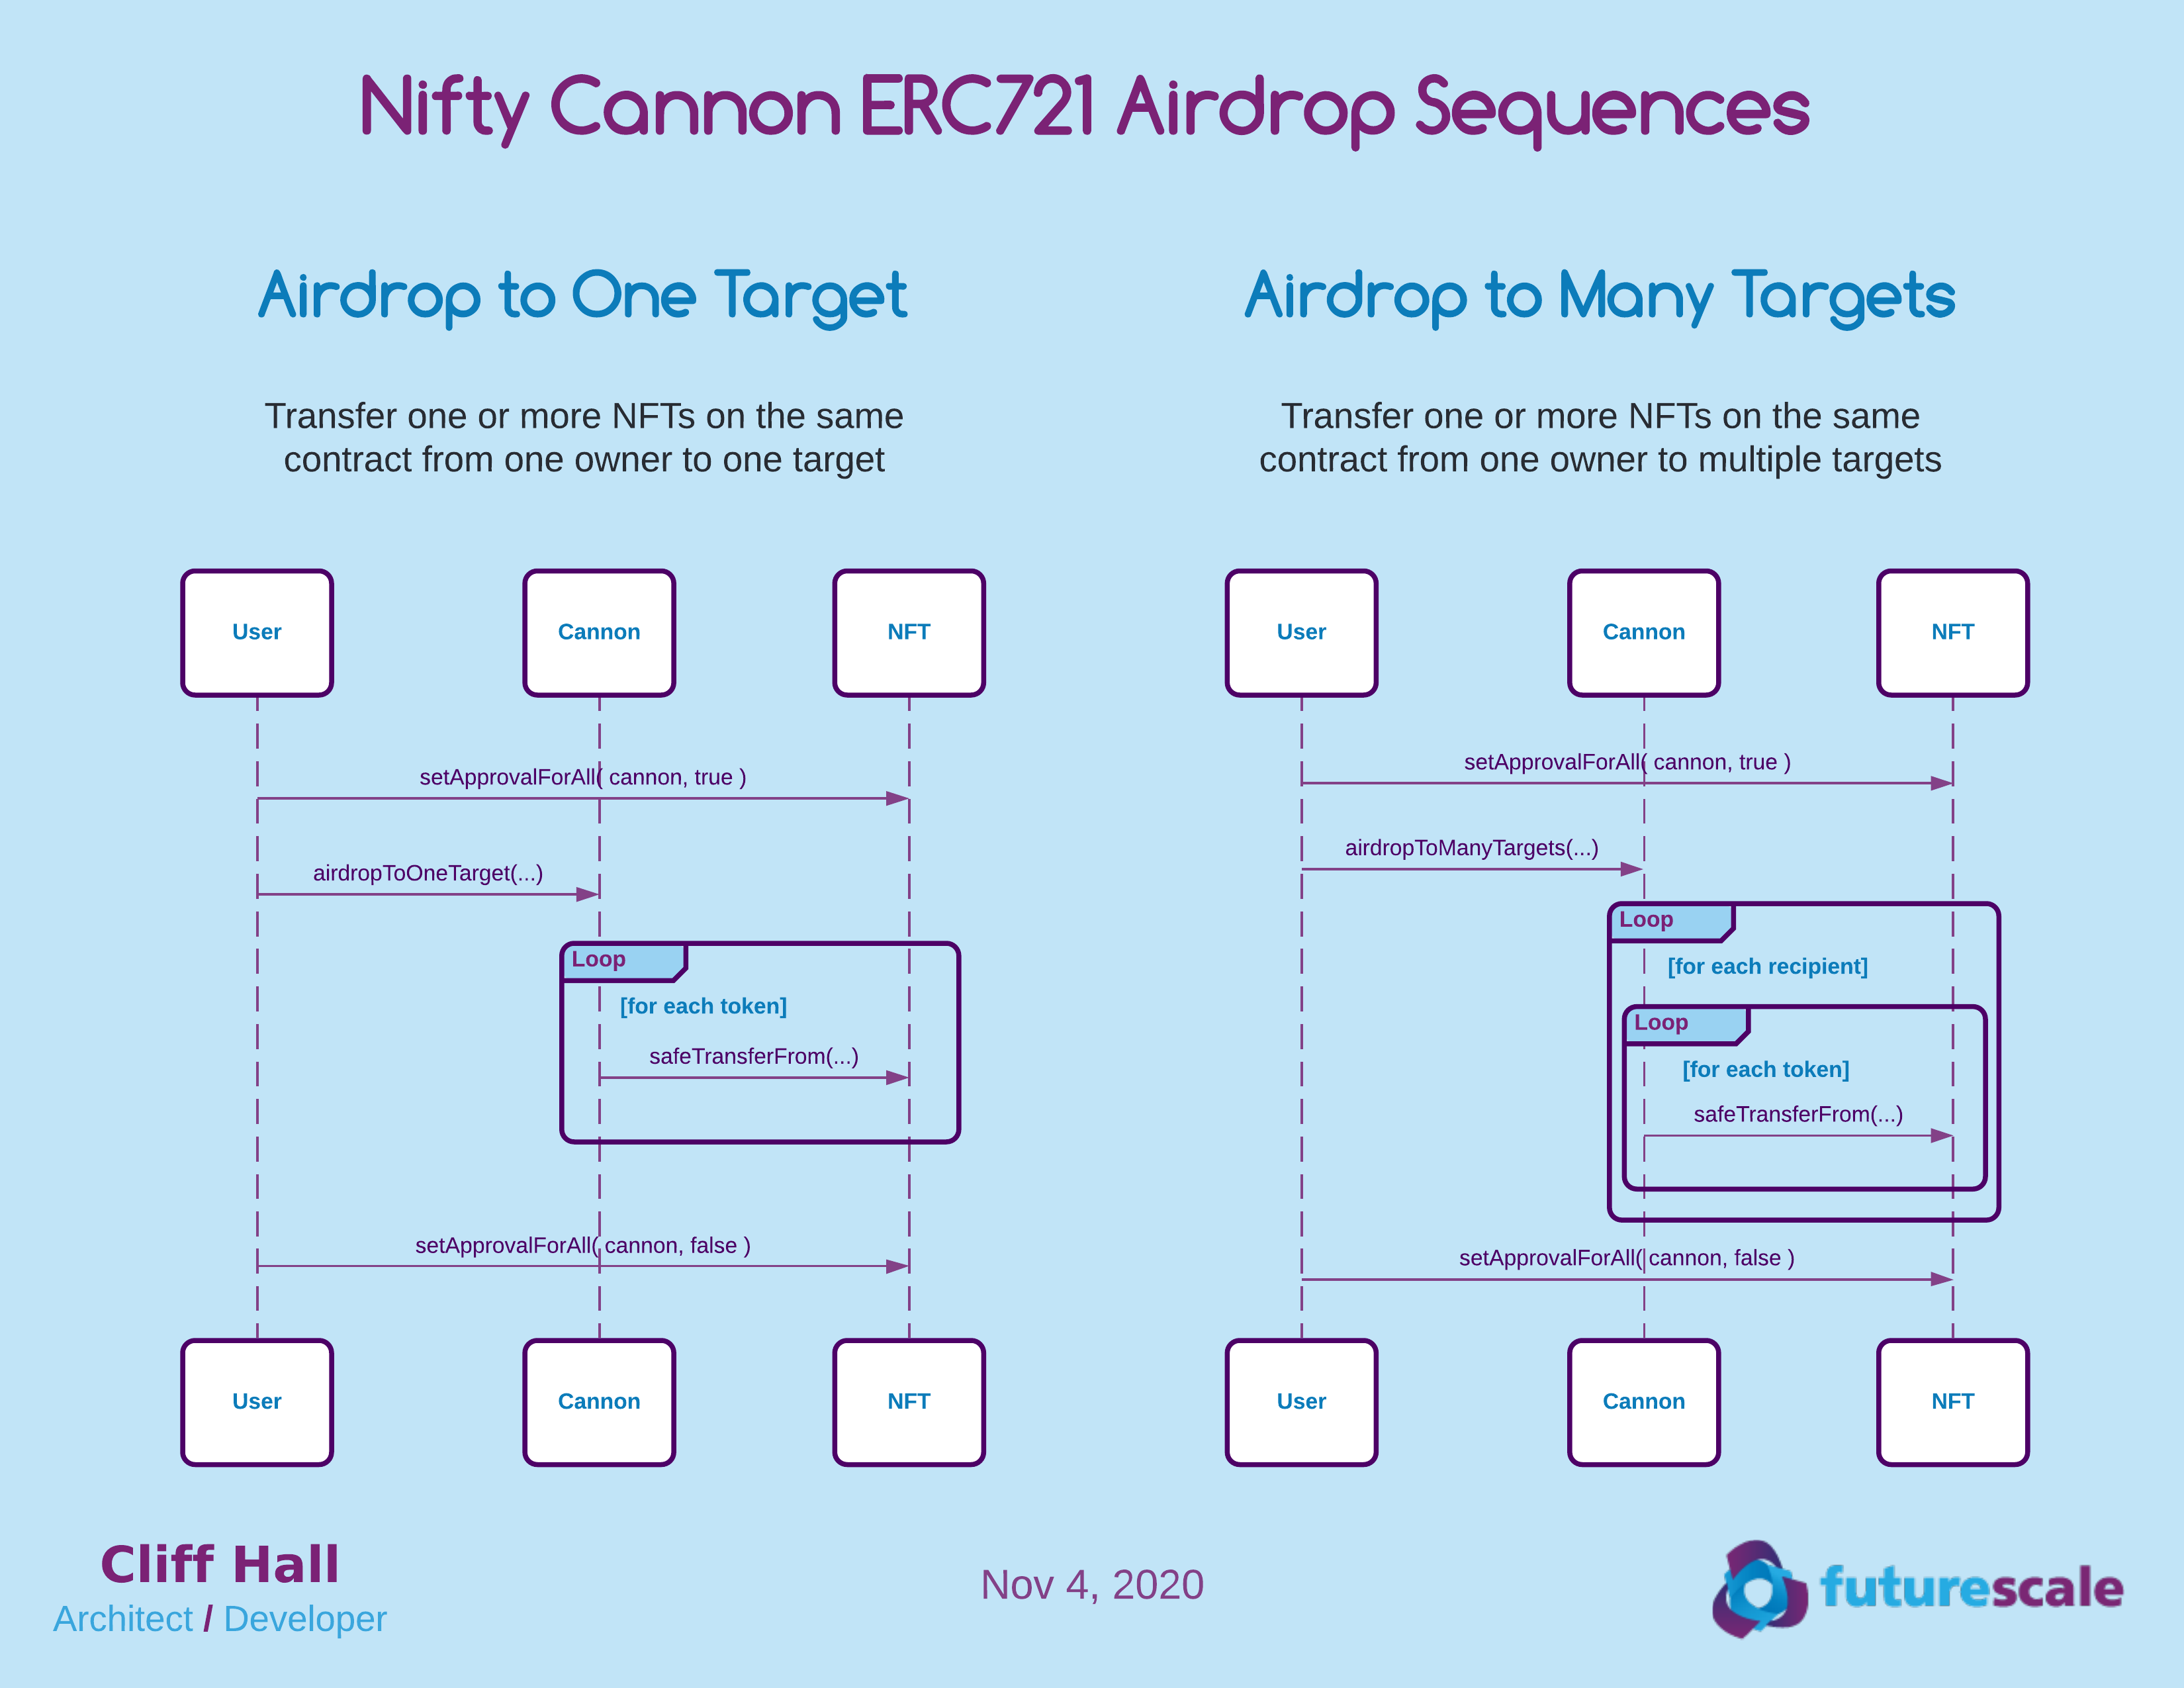 Nifty Cannon ERC721 Airdrop Sequences
Airdrop to One Target
Transfer one or more NFTs on the same
contract from one owner to one target
User
Cannon
NFT
setApprovalForAll( cannon, true )
airdropToOneTarget(...)
Loop
[for each token]
safeTransferFrom(...)
setApprovalForAll( cannon, false )
User
Cannon
NFT
Airdrop to Many Targets
Transfer one or more NFTs on the same
contract from one owner to multiple targets
User
Cannon
NFT
setApprovalForAll( cannon, true )
airdropToManyTargets(...)
Loop
[for each recipient]
Loop
[for each token]
safeTransferFrom(...)
setApprovalForAll( cannon, false )
User
Cannon
NFT
Cliff Hall
Architect / Developer
Nov 4, 2020
futurescale